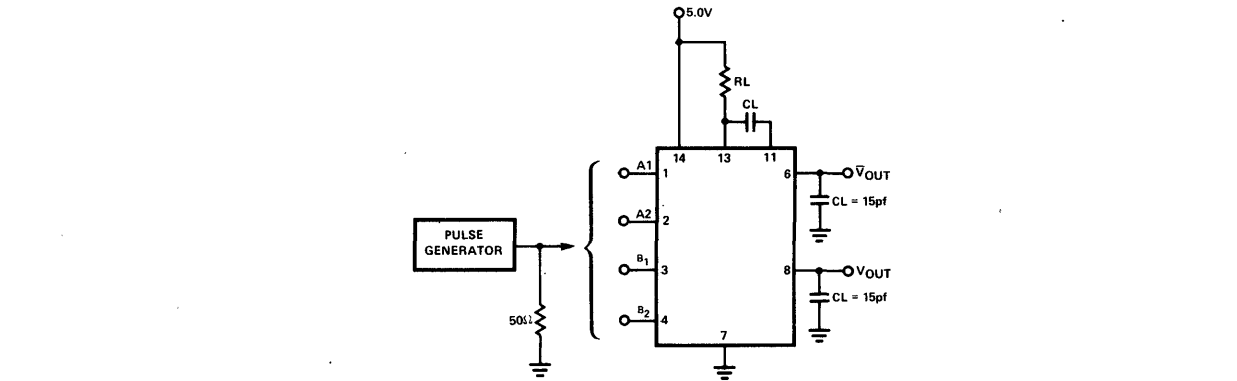 5.0V
RL
CL
14 13 11
A1 1
A2 2
B1 3
B2 4
6 V̅OUT
CL = 15pf
8 VOUT
CL = 15pf
7
PULSE
GENERATOR
50Ω